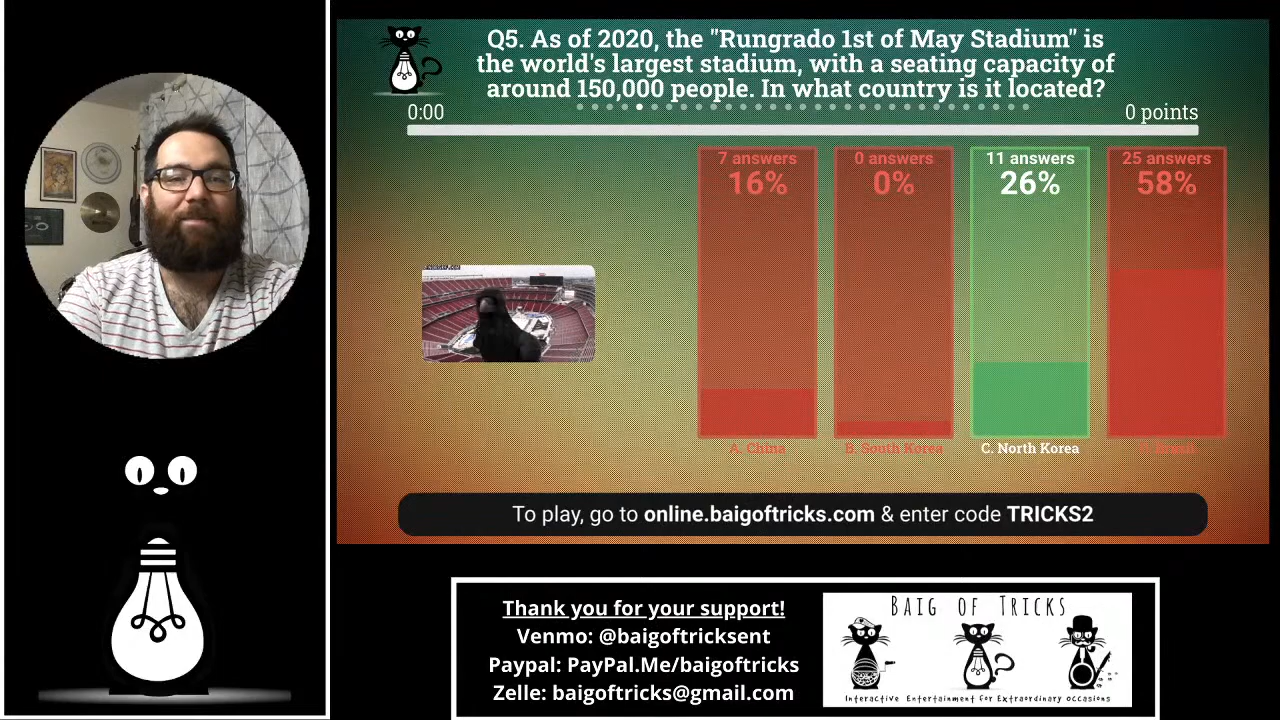 Q5. As of 2020, the "Rungrado 1st of May Stadium" is
the world's largest stadium, with a seating capacity of
around 150,000 people. In what country is it located?
0:00
0 points
7 answers
16%
0 answers
0%
11 answers
26%
25 answers
58%
A. China
B. South Korea
C. North Korea
To play, go to online.baigoftricks.com & enter code TRICKS2
Thank you for your support!
Venmo: @baigoftricksent
Paypal: PayPal.Me/baigoftricks
Zelle: baigoftricks@gmail.com
BAIG OF TRICKS
Interactive Entertainment for Extraordinary Occasions